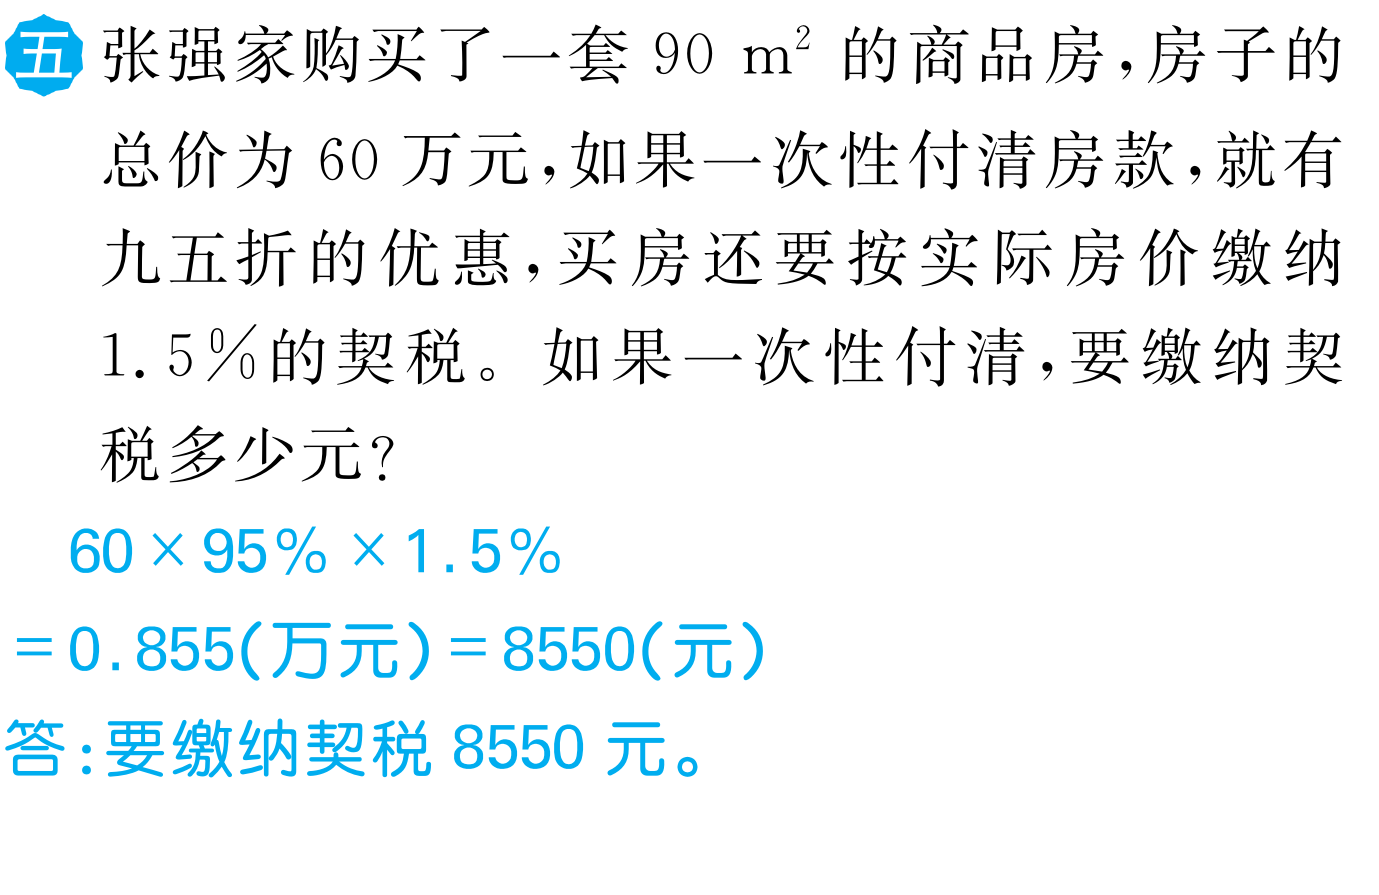 五 张强家购买了一套 90 m² 的商品房,房子的
总价为 60 万元,如果一次性付清房款,就有
九五折的优惠,买房还要按实际房价缴纳
1.5%的契税。如果一次性付清,要缴纳契
税多少元?
60×95%×1.5%
=0.855(万元)=8550(元)
答:要缴纳契税 8550 元。